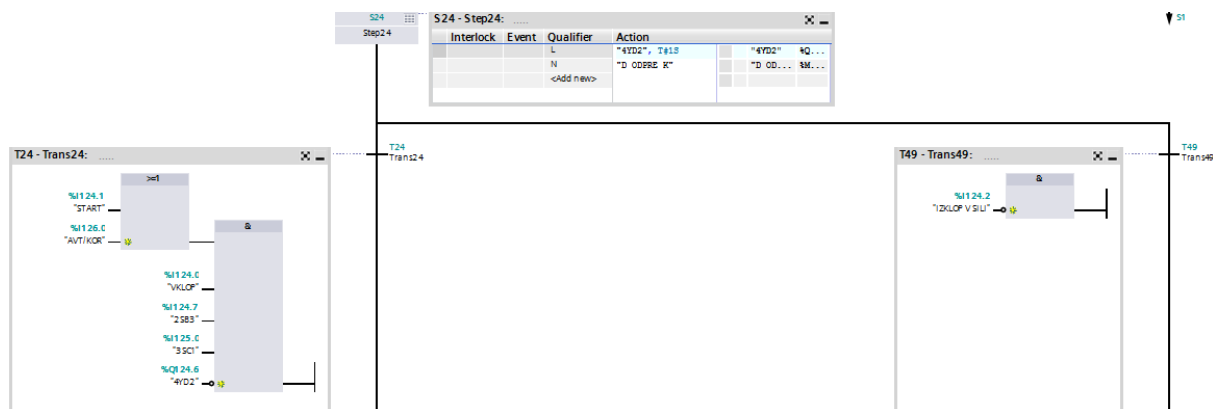 S24
Step24
S24 - Step24: .....
Interlock Event Qualifier Action
L "4YD2", T#1S "4YD2" %Q...
N "D ODPRE K" "D OD... %M...
<Add new>
S1
T24
Trans24
T49
Trans49
T24 - Trans24: .....
>=1
%I124.1
"START"
%I126.0
"AVT/KOR"
&
%I124.0
"VKLOP"
%I124.7
"2SB3"
%I125.0
"3SC1"
%Q124.6
"4YD2"
T49 - Trans49: .....
&
%I124.2
"IZKLOP V SILI"